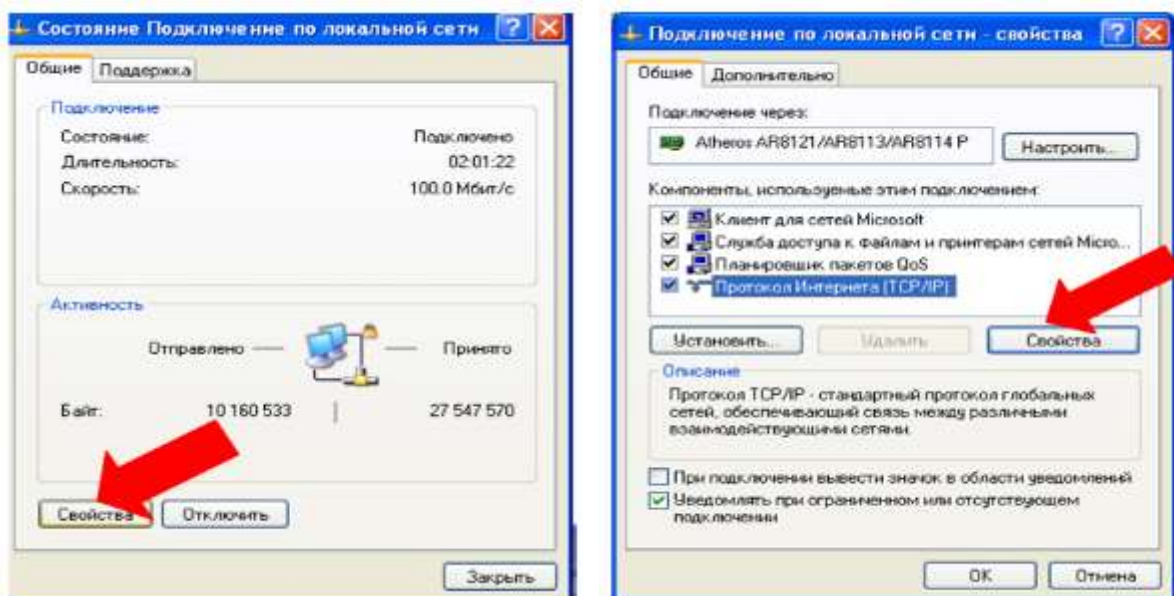 Состояние Подключение по локальной сети
Общие Поддержка
Подключение
Состояние: Подключено
Длительность: 02:01:22
Скорость: 100.0 Мбит/с
Активность
Отправлено — — Принято
Байт: 10 160 533 27 547 570
Свойства Отключить
Закрыть
Подключение по локальной сети - свойства
Общие Дополнительно
Подключение через:
Atheros AR8121/AR8113/AR8114 P Настроить...
Компоненты, используемые этим подключением:
Клиент для сетей Microsoft
Служба доступа к файлам и принтерам сетей Micro...
Планировщик пакетов QoS
Протокол Интернета (TCP/IP)
Установить... Удалить Свойства
Описание
Протокол TCP/IP - стандартный протокол глобальных
сетей, обеспечивающий связь между различными
взаимодействующими сетями.
При подключении вывести значок в области уведомлений
Уведомлять при ограниченном или отсутствующем
подключении
OK Отмена